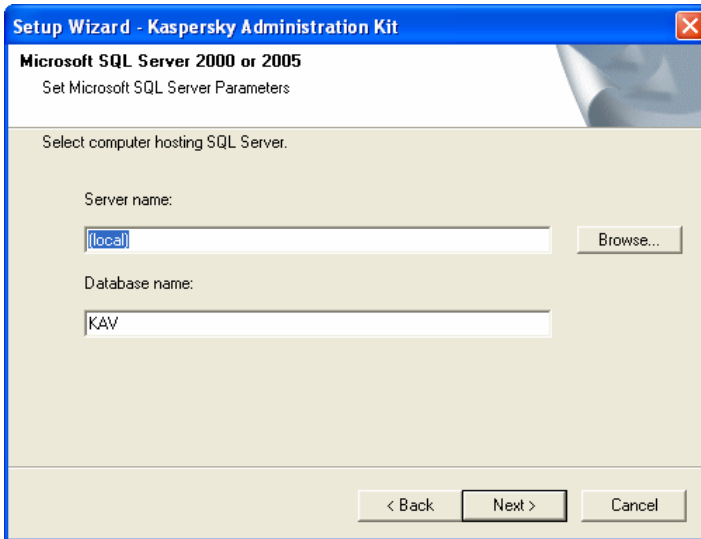 Setup Wizard - Kaspersky Administration Kit
Microsoft SQL Server 2000 or 2005
Set Microsoft SQL Server Parameters
Select computer hosting SQL Server.
Server name:
(local)
Browse...
Database name:
KAV
< Back
Next >
Cancel